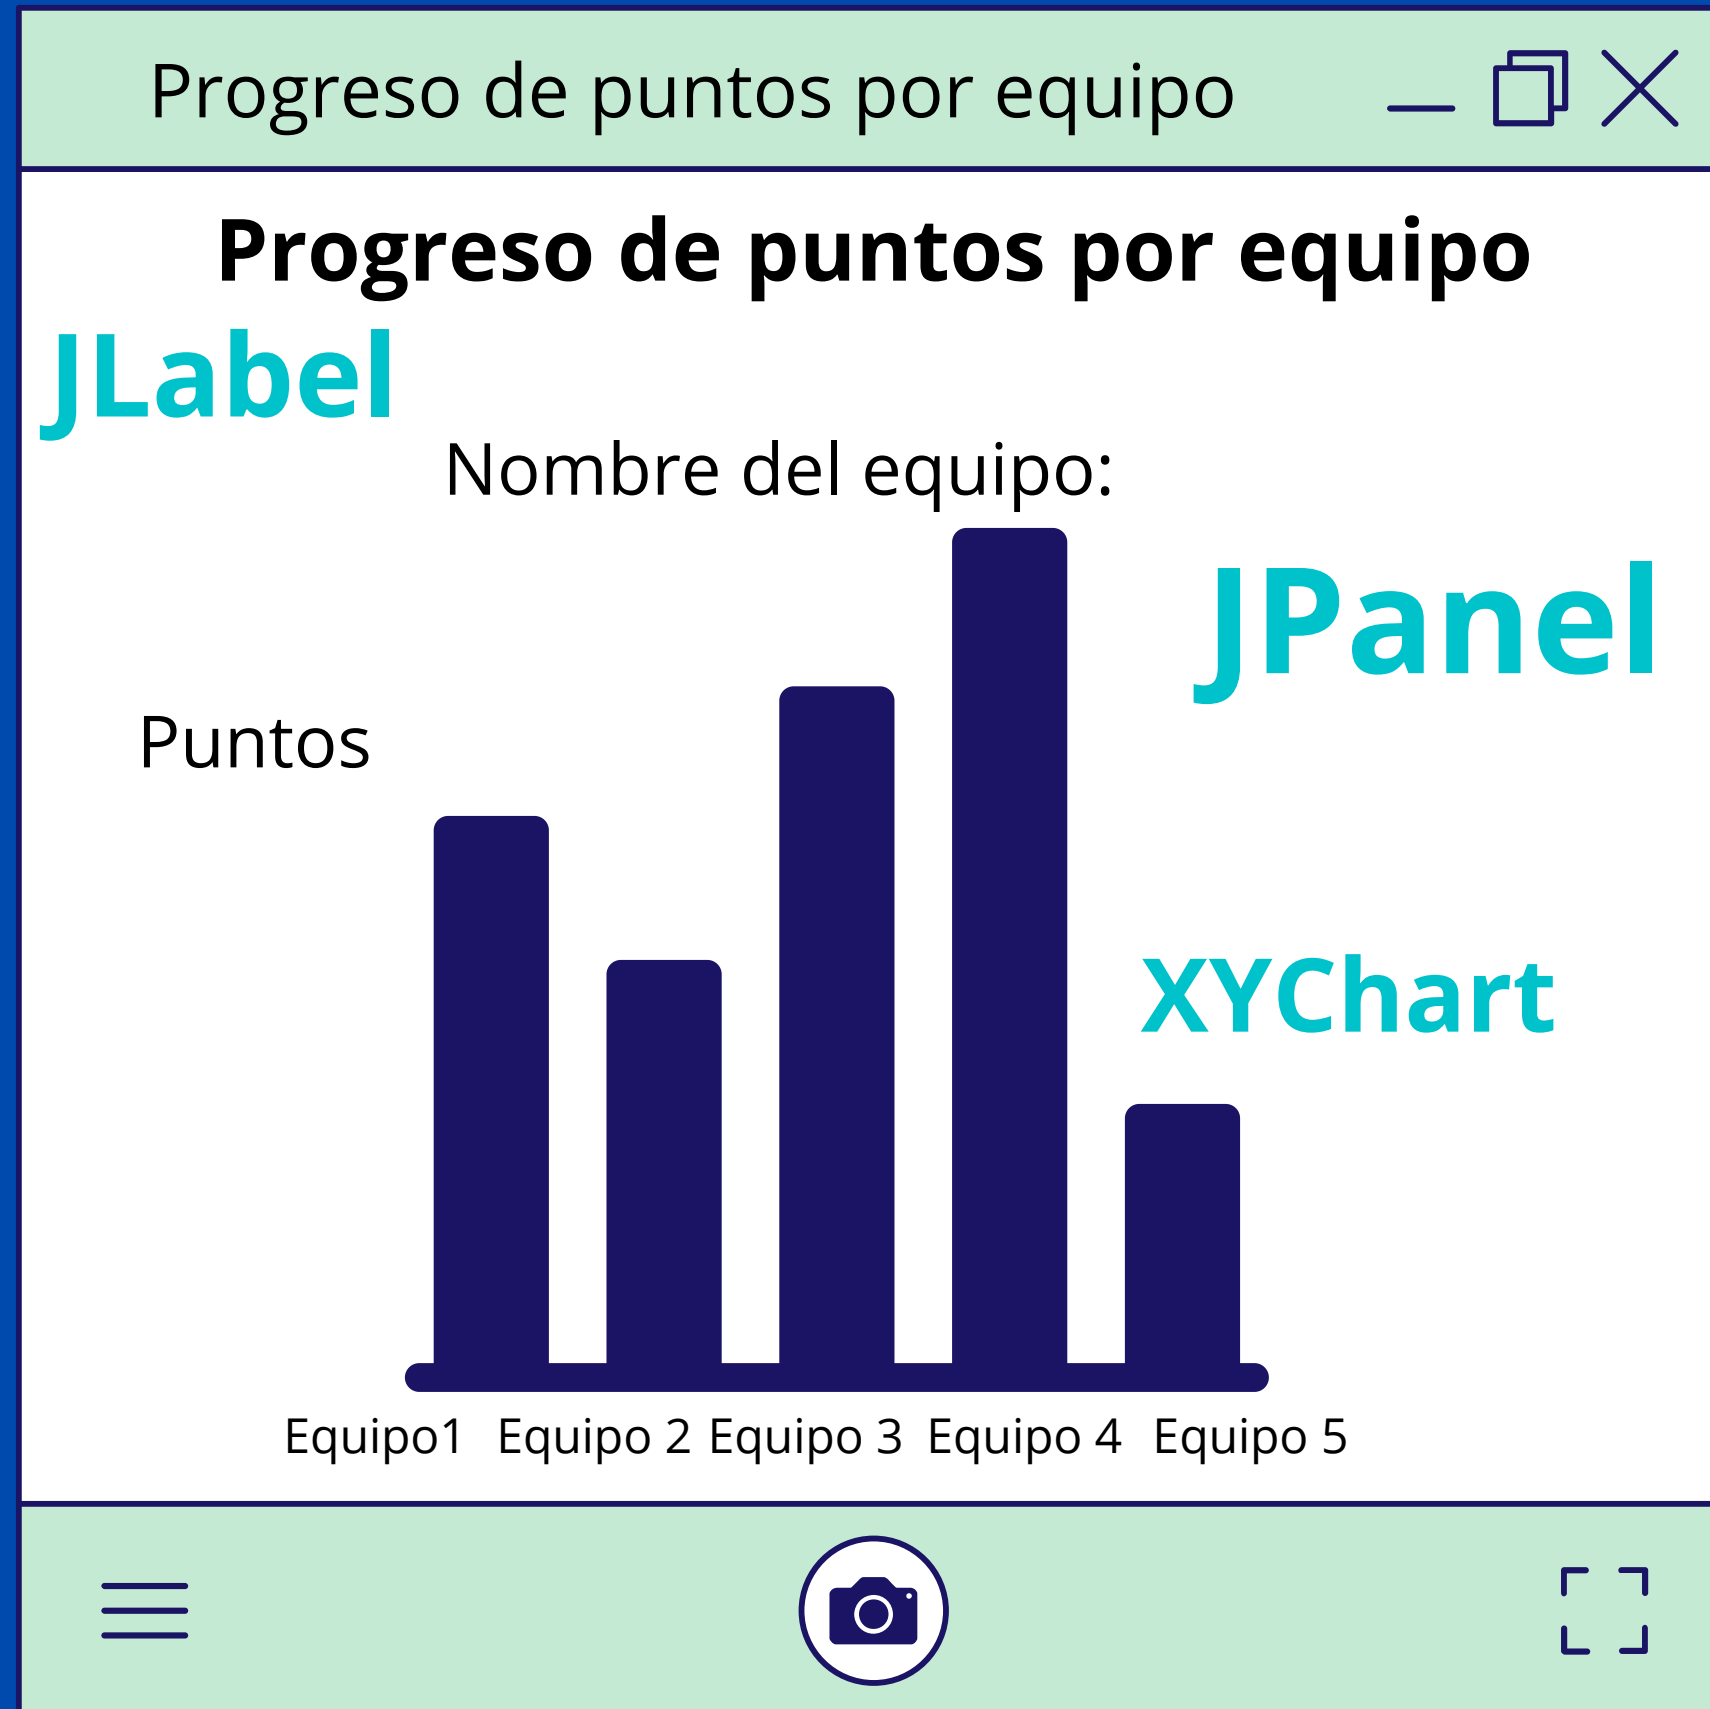 Progreso de puntos por equipo
Progreso de puntos por equipo
JLabel
Nombre del equipo:
JPanel
Puntos
XYChart
Equipo1 Equipo 2 Equipo 3 Equipo 4 Equipo 5